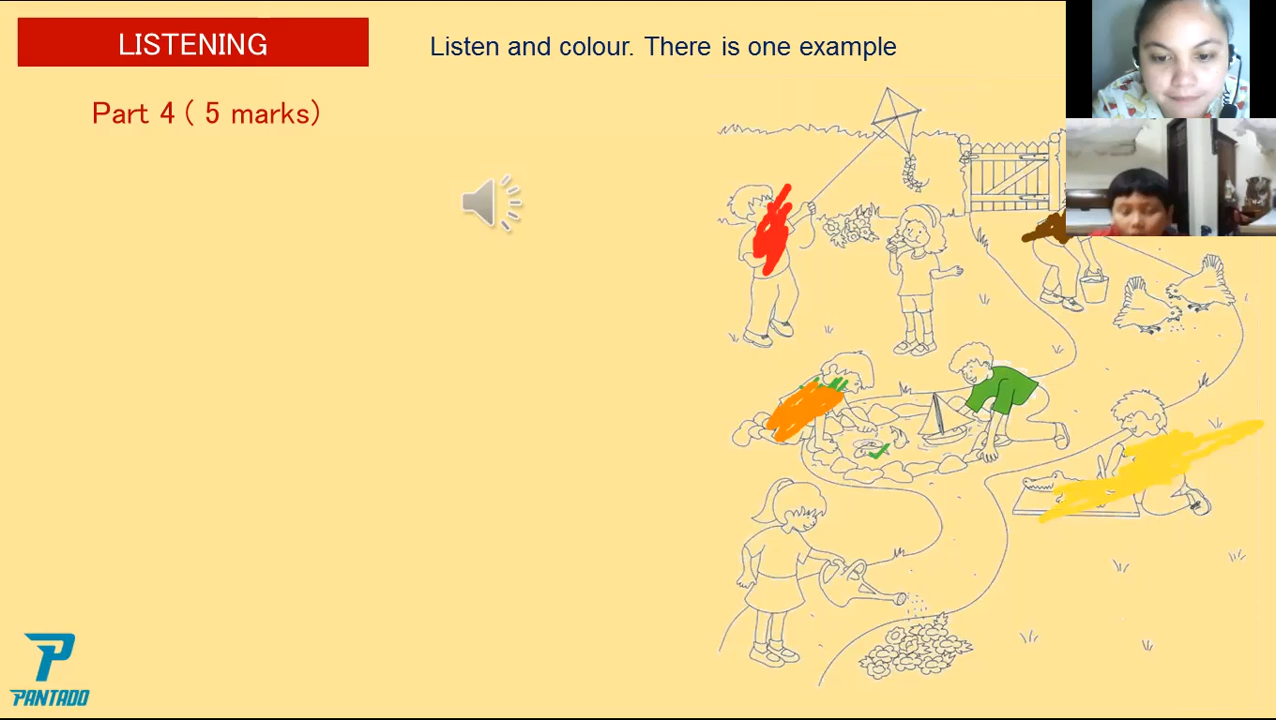 LISTENING
Listen and colour. There is one example
Part 4 ( 5 marks)
PANTADO